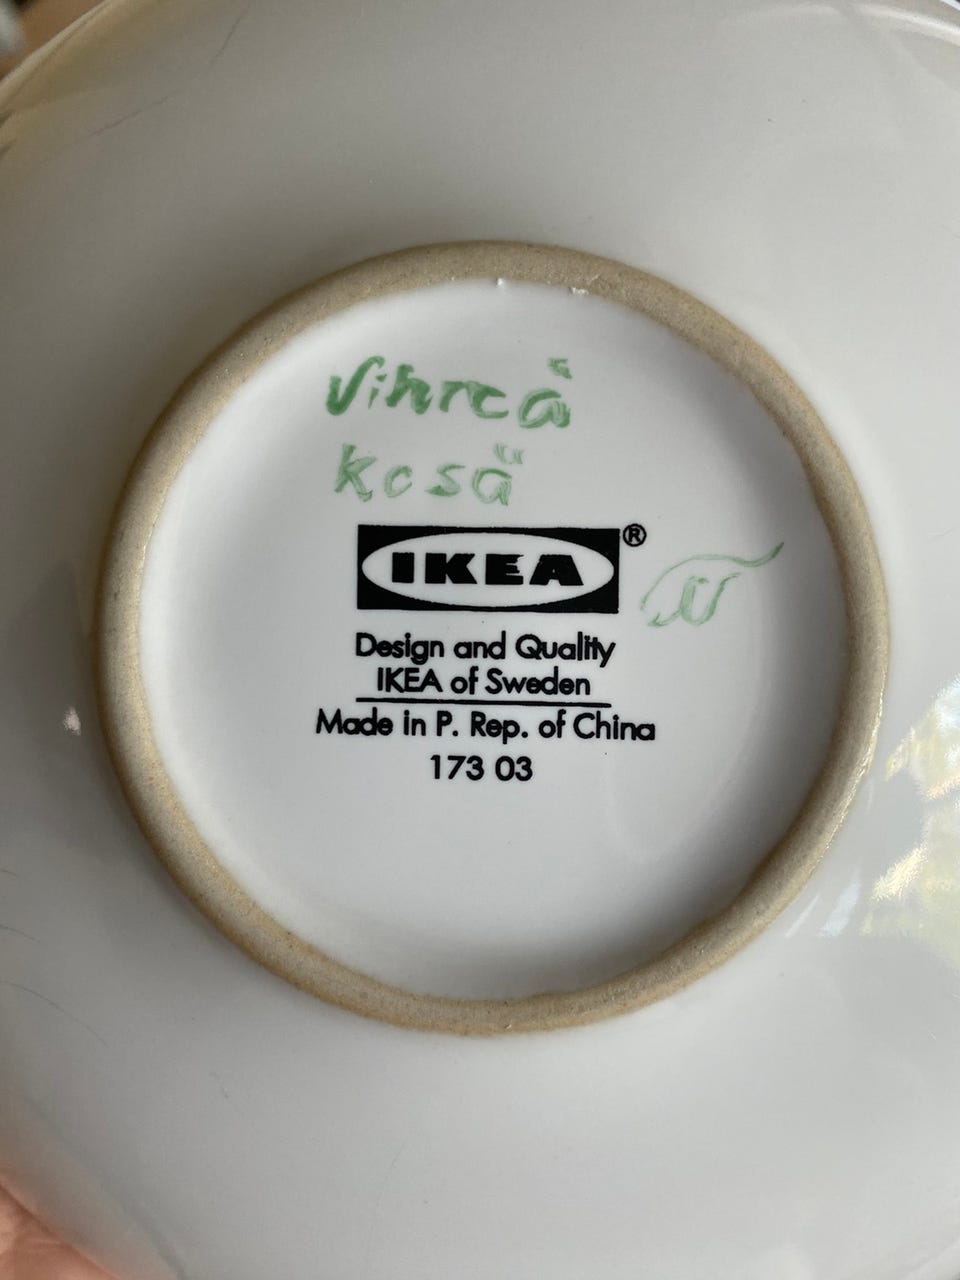 Vihreä
kesä
IKEA®
Design and Quality
IKEA of Sweden
Made in P. Rep. of China
173 03